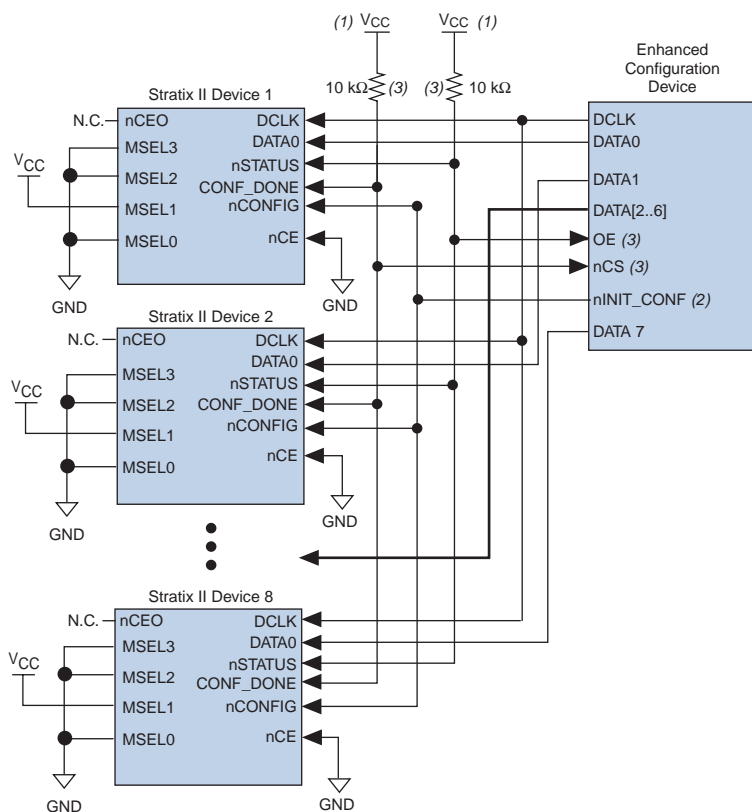 (1) VCC
VCC (1)
10 kΩ (3)
(3) 10 kΩ
Enhanced
Configuration
Device
DCLK
DATA0
DATA1
DATA[2..6]
OE (3)
nCS (3)
nINIT_CONF (2)
DATA 7
Stratix II Device 1
N.C.
nCEO
MSEL3
VCC
MSEL2
MSEL1
MSEL0
GND
DCLK
DATA0
nSTATUS
CONF_DONE
nCONFIG
nCE
GND
Stratix II Device 2
N.C.
nCEO
MSEL3
VCC
MSEL2
MSEL1
MSEL0
GND
DCLK
DATA0
nSTATUS
CONF_DONE
nCONFIG
nCE
GND
Stratix II Device 8
N.C.
nCEO
MSEL3
VCC
MSEL2
MSEL1
MSEL0
GND
DCLK
DATA0
nSTATUS
CONF_DONE
nCONFIG
nCE
GND